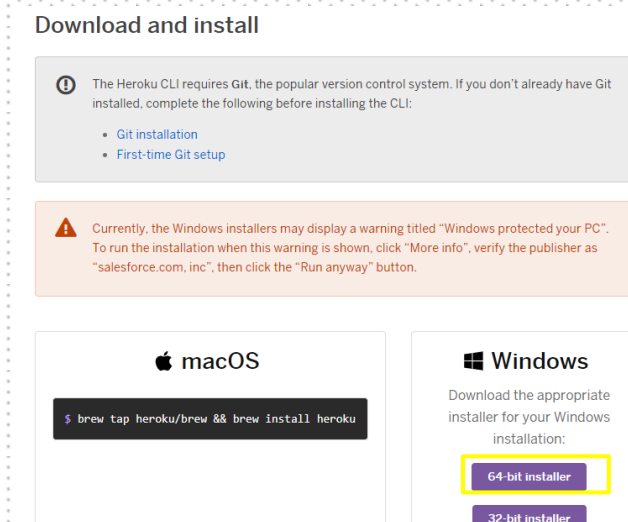 Download and install
The Heroku CLI requires Git, the popular version control system. If you don’t already have Git
installed, complete the following before installing the CLI:
• Git installation
• First-time Git setup
Currently, the Windows installers may display a warning titled “Windows protected your PC”.
To run the installation when this warning is shown, click “More info”, verify the publisher as
“salesforce.com, inc”, then click the “Run anyway” button.
macOS
$ brew tap heroku/brew && brew install heroku
Windows
Download the appropriate
installer for your Windows
installation:
64-bit installer
32-bit installer